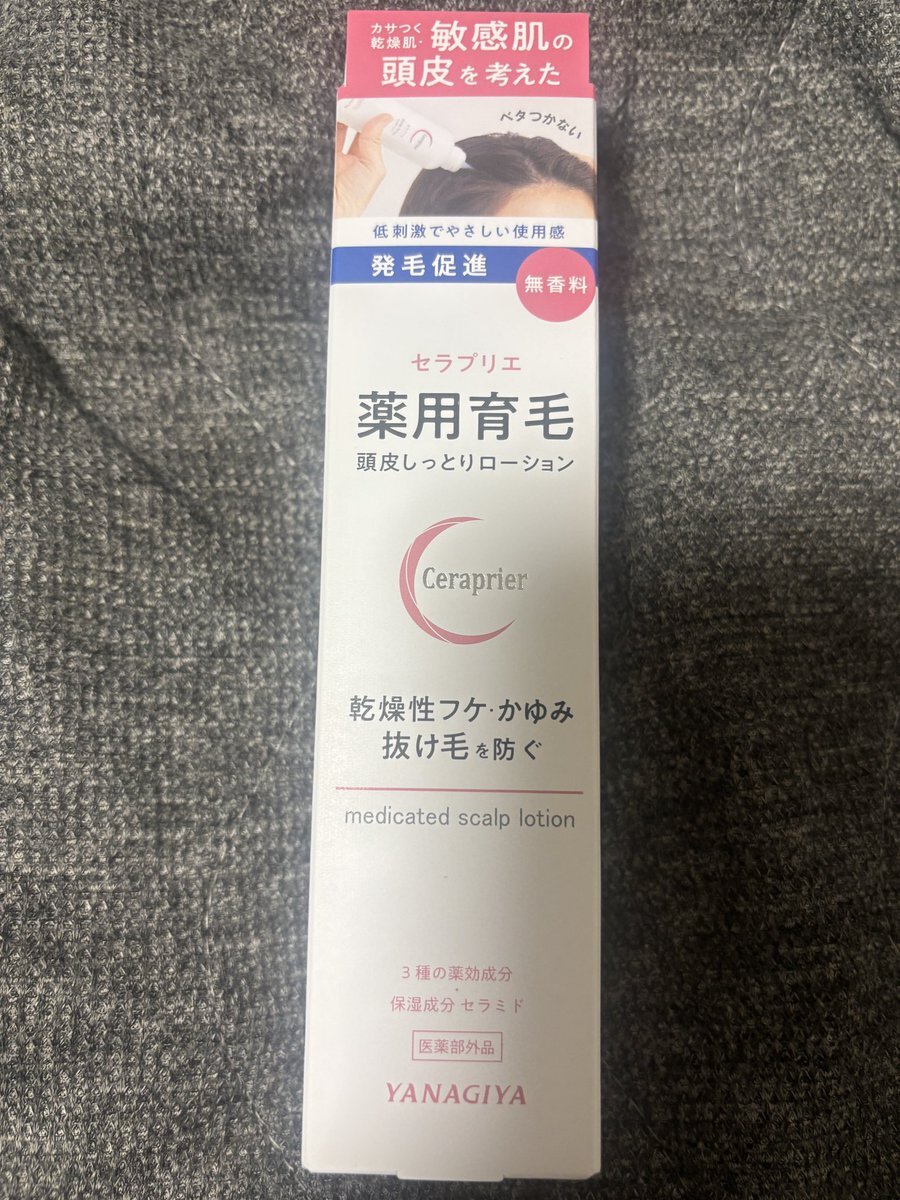 カサつく
乾燥肌・敏感肌の
頭皮を考えた
ベタつかない
低刺激でやさしい使用感
発毛促進
無香料
セラプリエ
薬用育毛
頭皮しっとりローション
Ceraprier
乾燥性フケ・かゆみ
抜け毛を防ぐ
medicated scalp lotion
3種の薬効成分
・
保湿成分 セラミド
医薬部外品
YANAGIYA